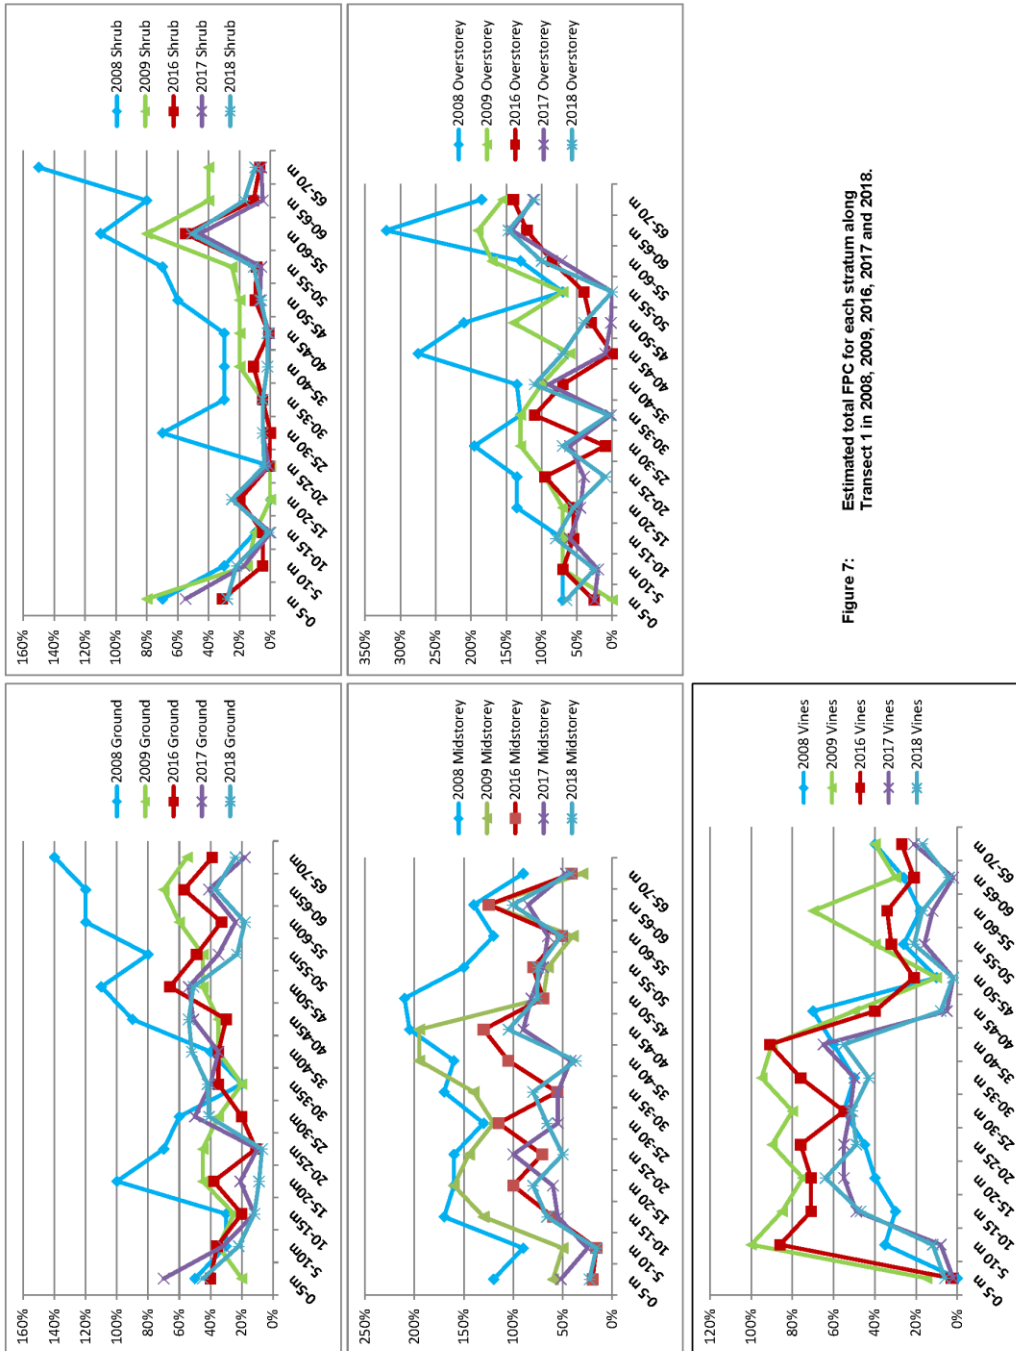 160%
140%
120%
100%
80%
60%
40%
20%
0%
0-5m
5-10m
10-15m
15-20m
20-25m
25-30m
30-35m
35-40m
40-45m
45-50m
50-55m
55-60m
60-65m
65-70m
2008 Ground
2009 Ground
2016 Ground
2017 Ground
2018 Ground
160%
140%
120%
100%
80%
60%
40%
20%
0%
0-5 m
5-10 m
10-15 m
15-20 m
20-25 m
25-30 m
30-35 m
35-40 m
40-45 m
45-50 m
50-55 m
55-60 m
60-65 m
65-70 m
2008 Shrub
2009 Shrub
2016 Shrub
2017 Shrub
2018 Shrub
250%
200%
150%
100%
50%
0%
0-5 m
5-10 m
10-15 m
15-20 m
20-25 m
25-30 m
30-35 m
35-40 m
40-45 m
45-50 m
50-55 m
55-60 m
60-65 m
65-70 m
2008 Midstorey
2009 Midstorey
2016 Midstorey
2017 Midstorey
2018 Midstorey
350%
300%
250%
200%
150%
100%
50%
0%
0-5 m
5-10 m
10-15 m
15-20 m
20-25 m
25-30 m
30-35 m
35-40 m
40-45 m
45-50 m
50-55 m
55-60 m
60-65 m
65-70 m
2008 Overstorey
2009 Overstorey
2016 Overstorey
2017 Overstorey
2018 Overstorey
120%
100%
80%
60%
40%
20%
0%
0-5 m
5-10 m
10-15 m
15-20 m
20-25 m
25-30 m
30-35 m
35-40 m
40-45 m
45-50 m
50-55 m
55-60 m
60-65 m
65-70 m
2008 Vines
2009 Vines
2016 Vines
2017 Vines
2018 Vines
Figure 7: Estimated total FPC for each stratum along
Transect 1 in 2008, 2009, 2016, 2017 and 2018.